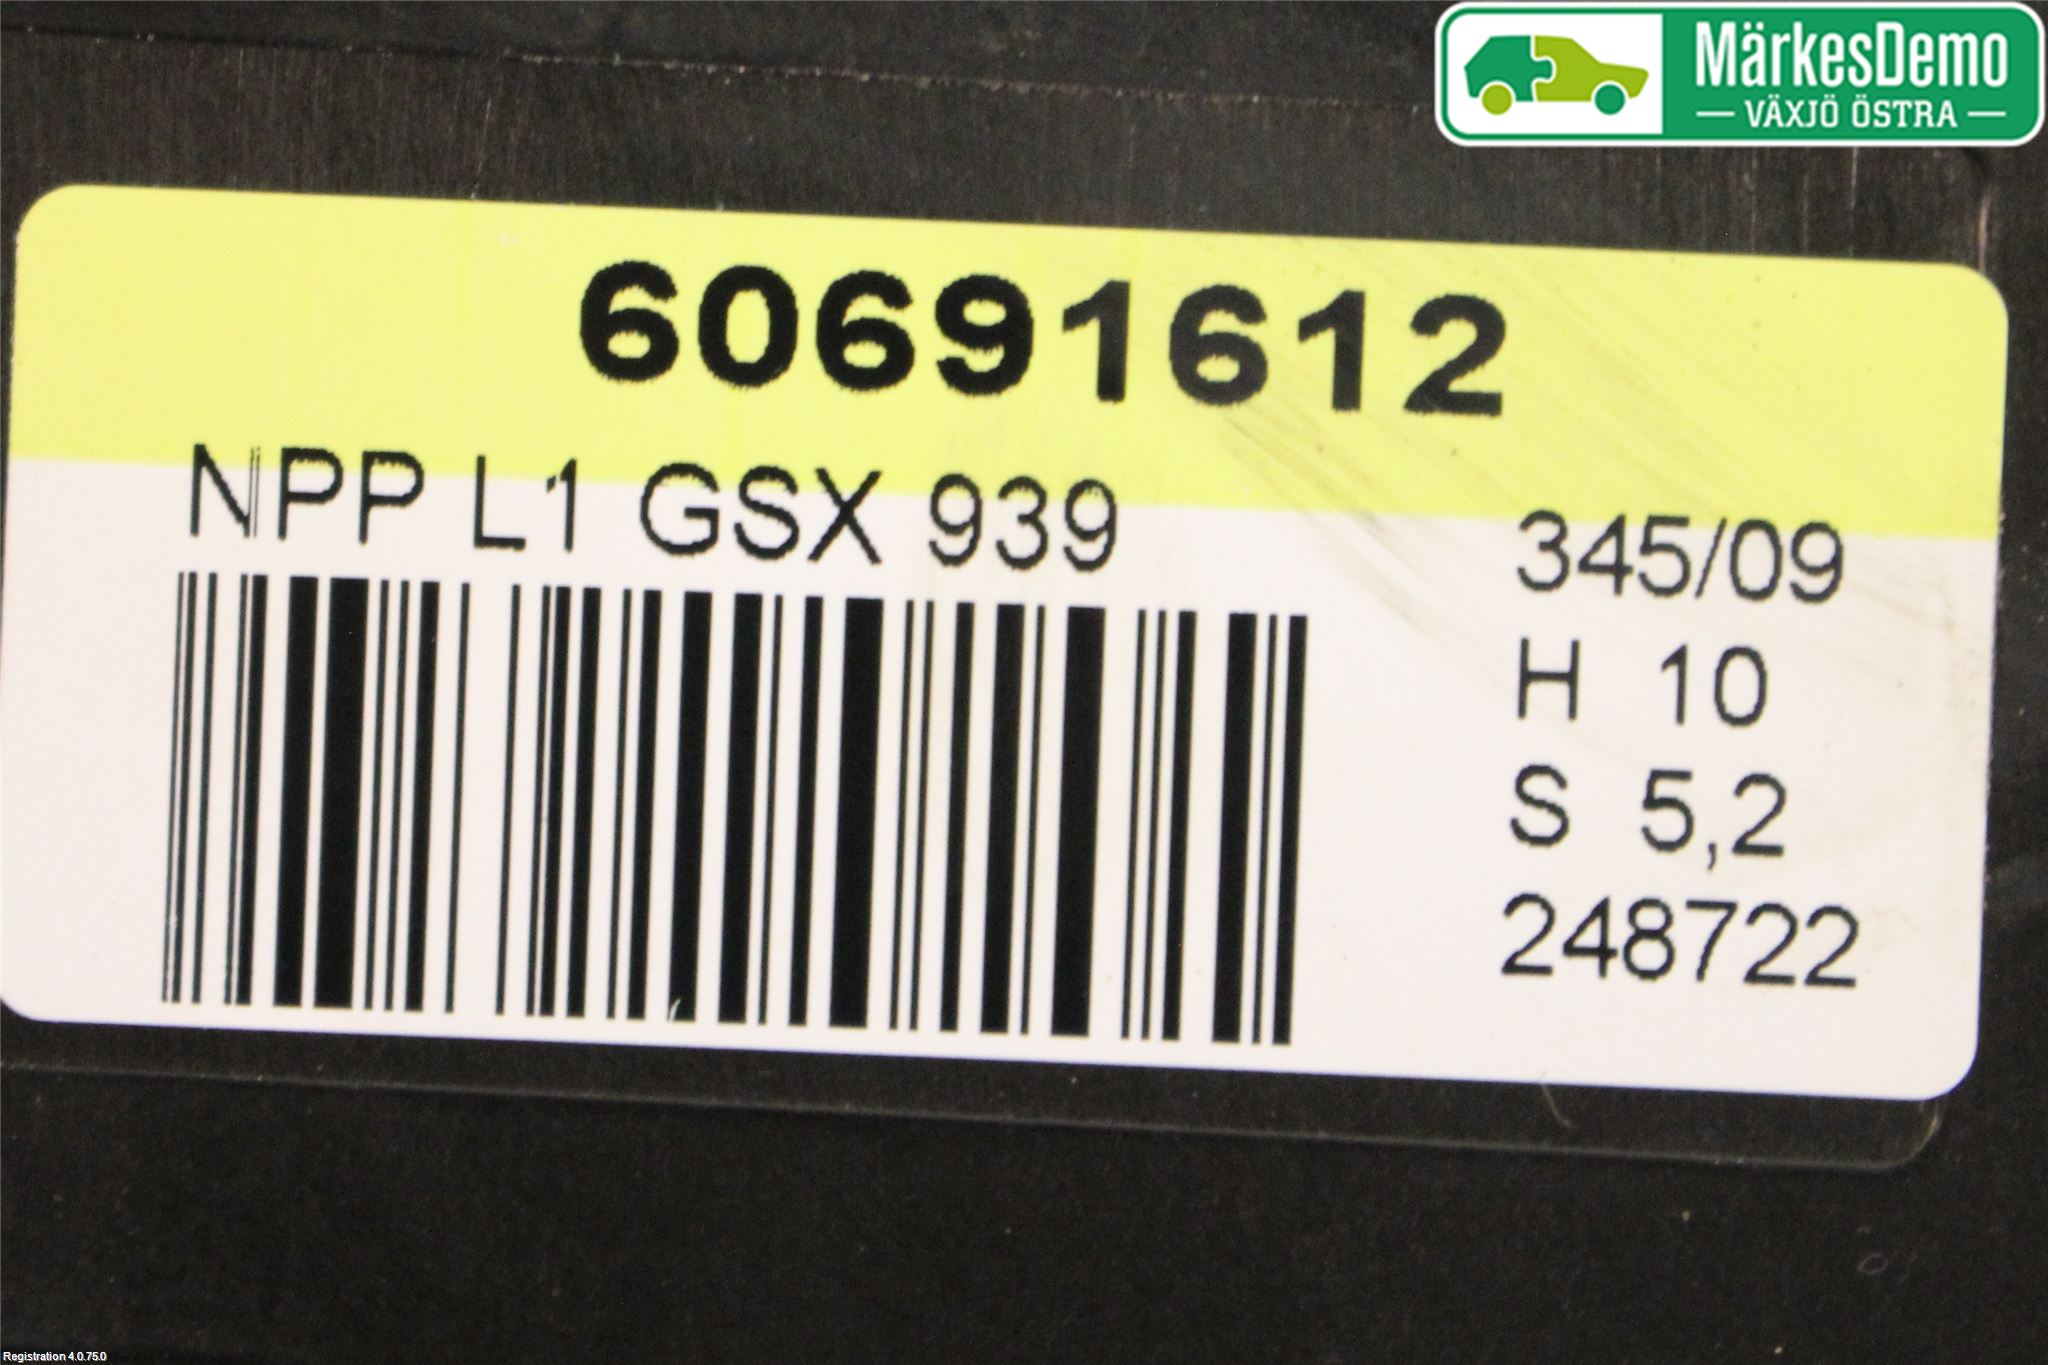 MärkesDemo
VÄXJÖ ÖSTRA
60691612
NPP L1 GSX 939
345/09
H 10
S 5,2
248722
Registration 4.0.75.0